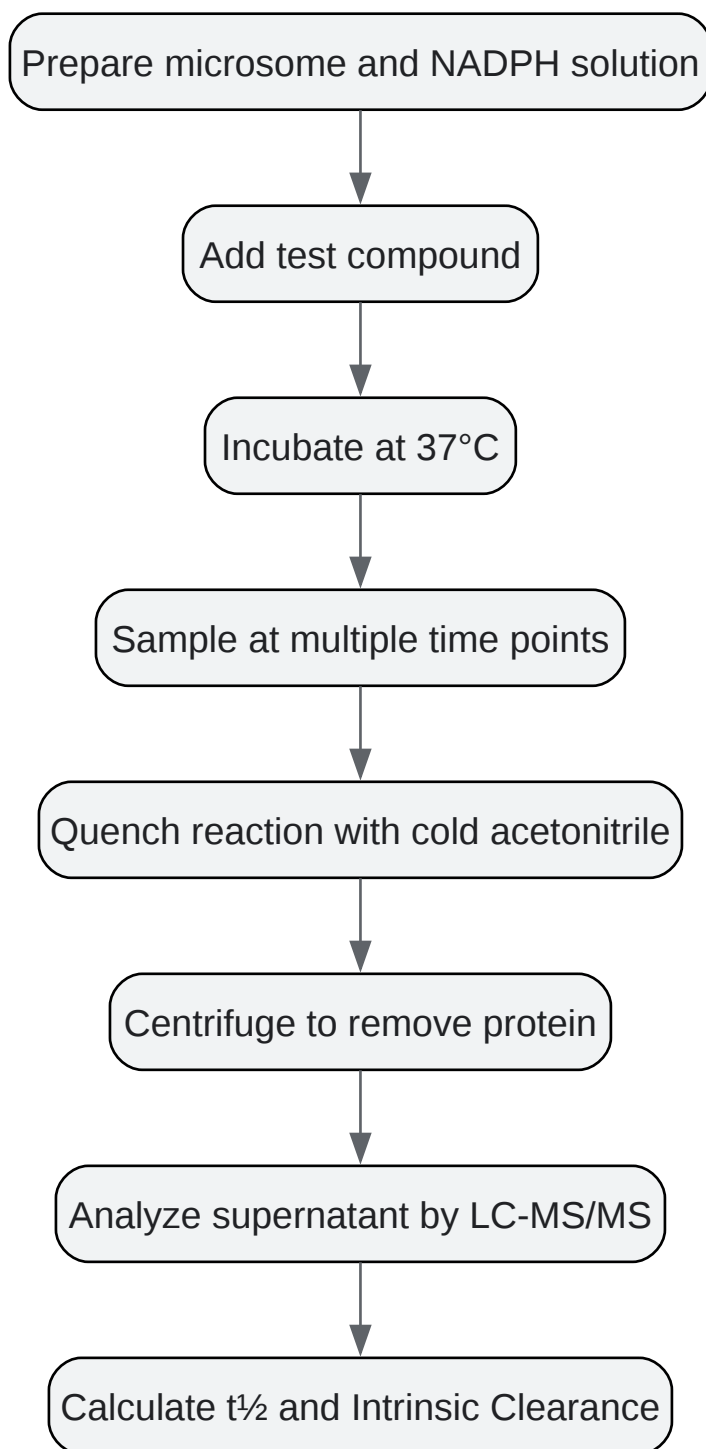 Prepare microsome and NADPH solution
Add test compound
Incubate at 37°C
Sample at multiple time points
Quench reaction with cold acetonitrile
Centrifuge to remove protein
Analyze supernatant by LC-MS/MS
Calculate t½ and Intrinsic Clearance